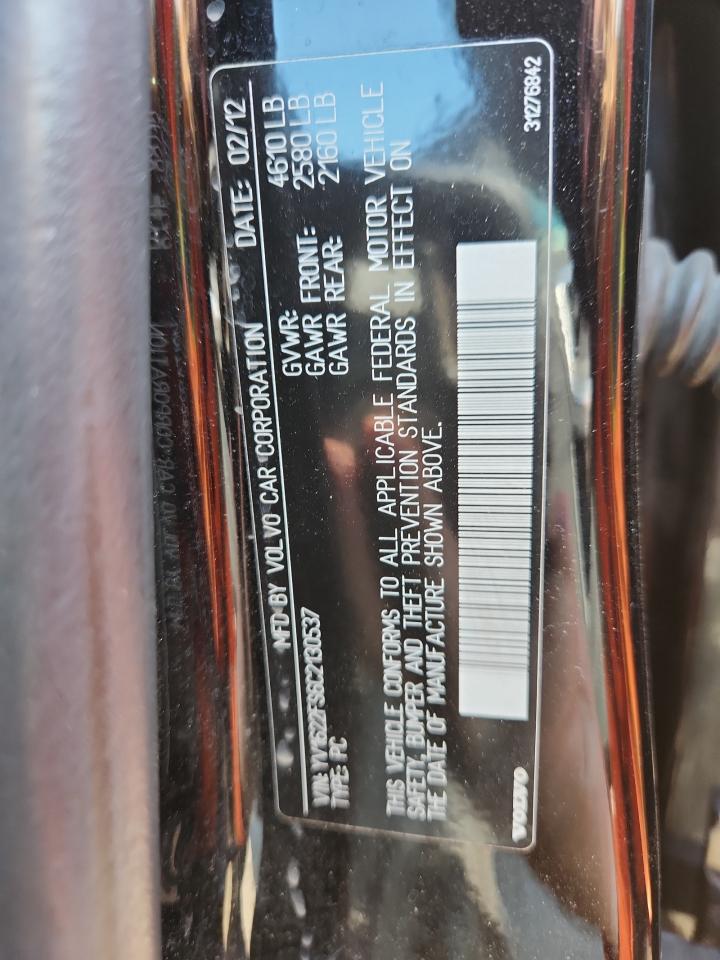 MFD BY VOLVO CAR CORPORATION DATE: 02/12
VIN: YV1622FS6C2130537
TYPE: PC
GVWR: 4610 LB
GAWR FRONT: 2580 LB
GAWR REAR: 2160 LB
THIS VEHICLE CONFORMS TO ALL APPLICABLE FEDERAL MOTOR VEHICLE
SAFETY, BUMPER AND THEFT PREVENTION STANDARDS IN EFFECT ON
THE DATE OF MANUFACTURE SHOWN ABOVE.
VOLVO
31276842